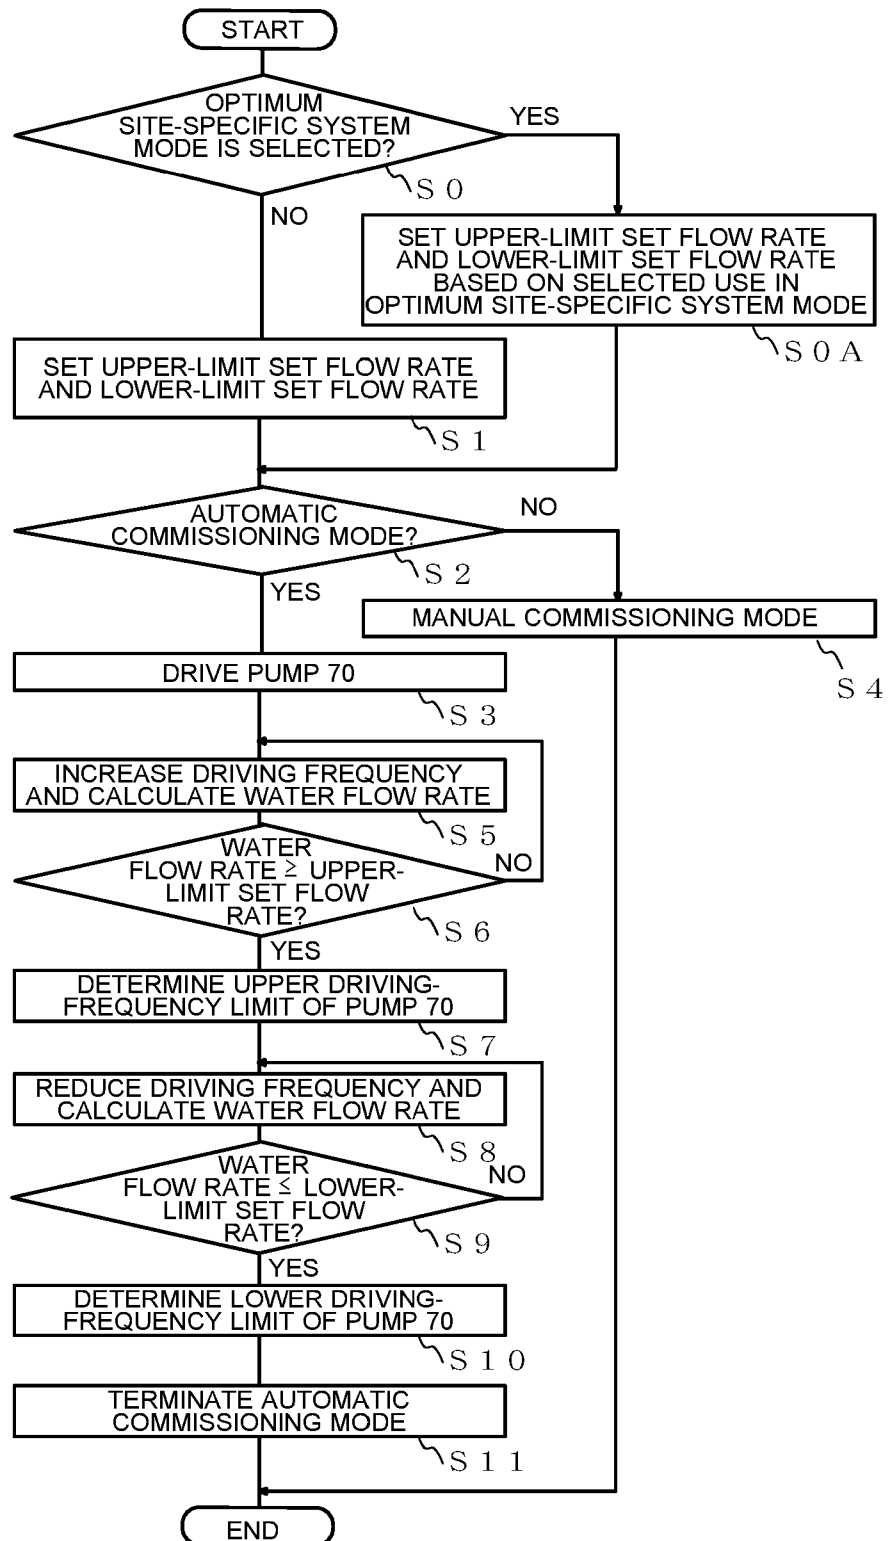 START
OPTIMUM
SITE-SPECIFIC SYSTEM
MODE IS SELECTED?
YES
S 0
NO
SET UPPER-LIMIT SET FLOW RATE
AND LOWER-LIMIT SET FLOW RATE
BASED ON SELECTED USE IN
OPTIMUM SITE-SPECIFIC SYSTEM MODE
S 0 A
SET UPPER-LIMIT SET FLOW RATE
AND LOWER-LIMIT SET FLOW RATE
S 1
AUTOMATIC
COMMISSIONING MODE?
NO
S 2
YES
MANUAL COMMISSIONING MODE
S 4
DRIVE PUMP 70
S 3
INCREASE DRIVING FREQUENCY
AND CALCULATE WATER FLOW RATE
S 5
WATER
FLOW RATE ≥ UPPER-
LIMIT SET FLOW
RATE?
NO
S 6
YES
DETERMINE UPPER DRIVING-
FREQUENCY LIMIT OF PUMP 70
S 7
REDUCE DRIVING FREQUENCY AND
CALCULATE WATER FLOW RATE
S 8
WATER
FLOW RATE ≤ LOWER-
LIMIT SET FLOW
RATE?
NO
S 9
YES
DETERMINE LOWER DRIVING-
FREQUENCY LIMIT OF PUMP 70
S 1 0
TERMINATE AUTOMATIC
COMMISSIONING MODE
S 1 1
END